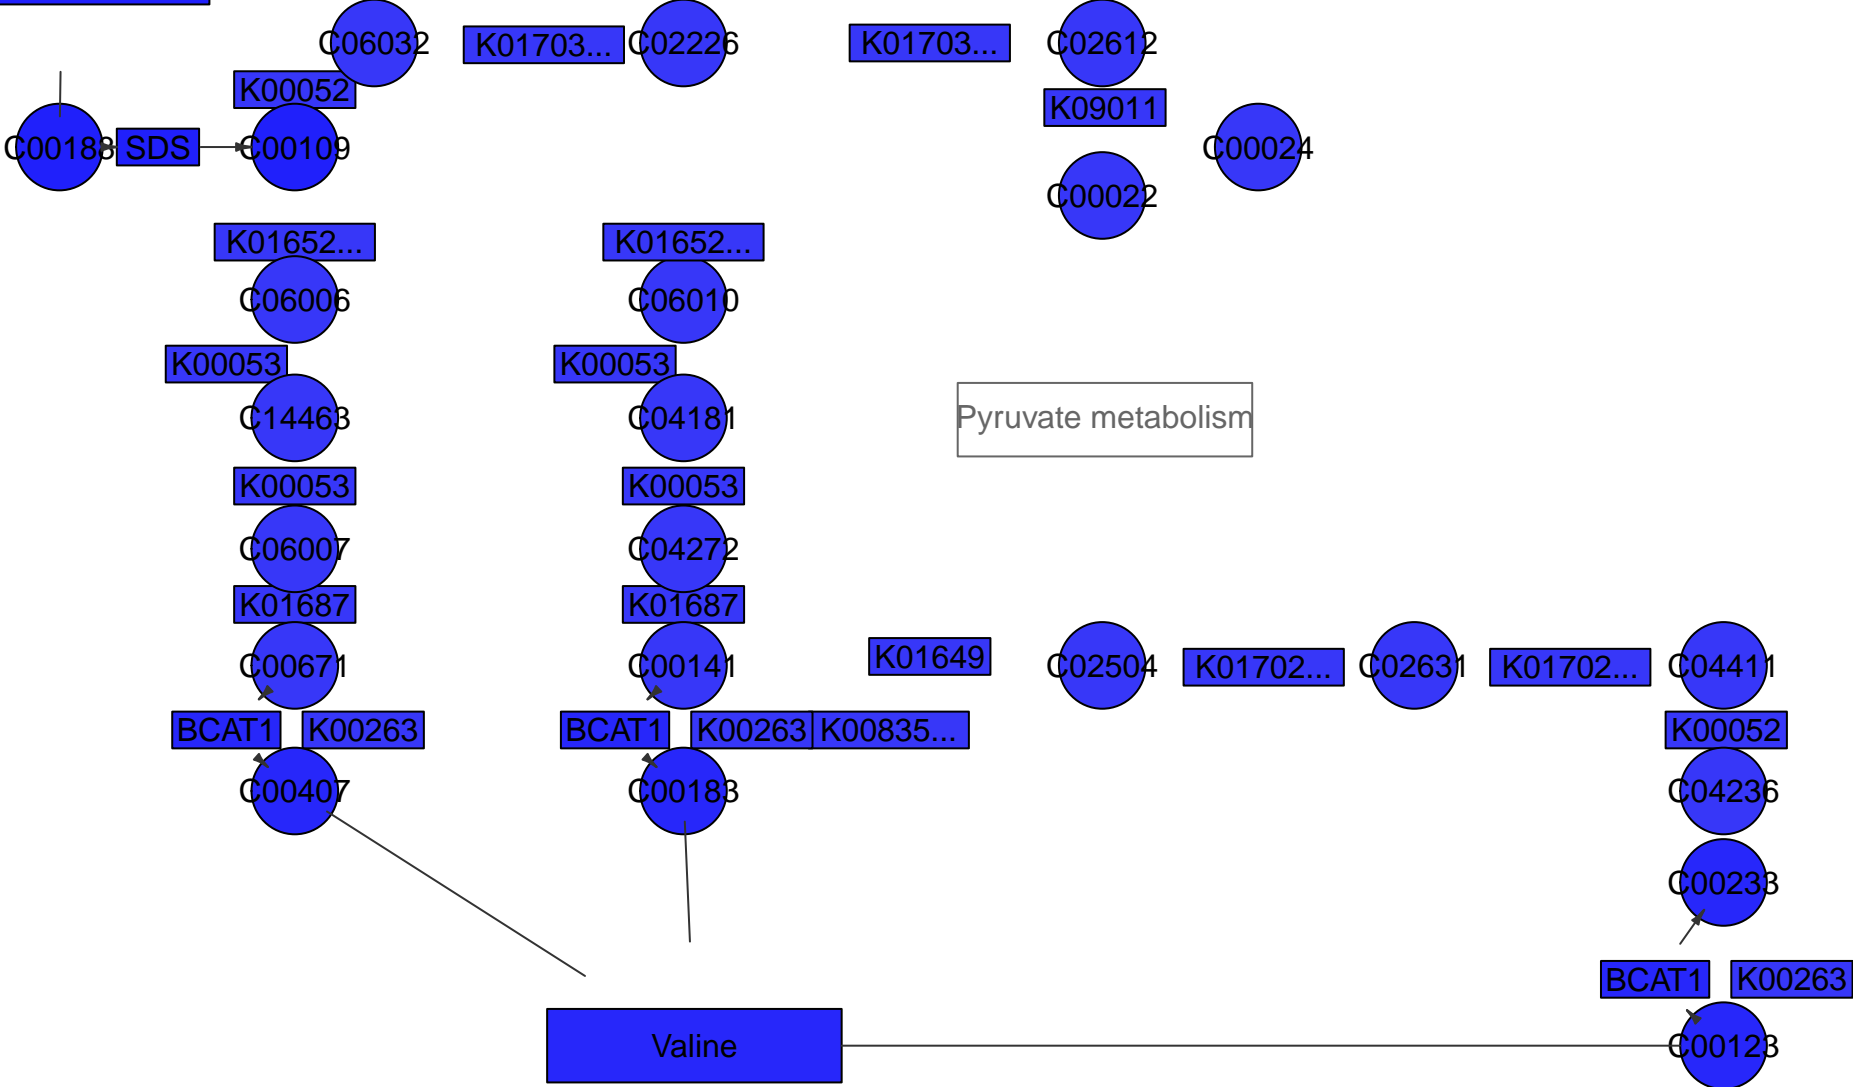 C06032
K01703...
C02226
K01703...
C02612
K00052
K09011
C00188
SDS
C00109
C00024
C00022
K01652...
K01652...
C06006
C06010
K00053
K00053
C14463
C04181
Pyruvate metabolism
K00053
K00053
C06007
C04272
K01687
K01687
C00671
C00141
K01649
C02504
K01702...
C02631
K01702...
C04411
BCAT1
K00263
BCAT1
K00263
K00835...
K00052
C00407
C00183
C04236
C00233
BCAT1
K00263
Valine
C00123